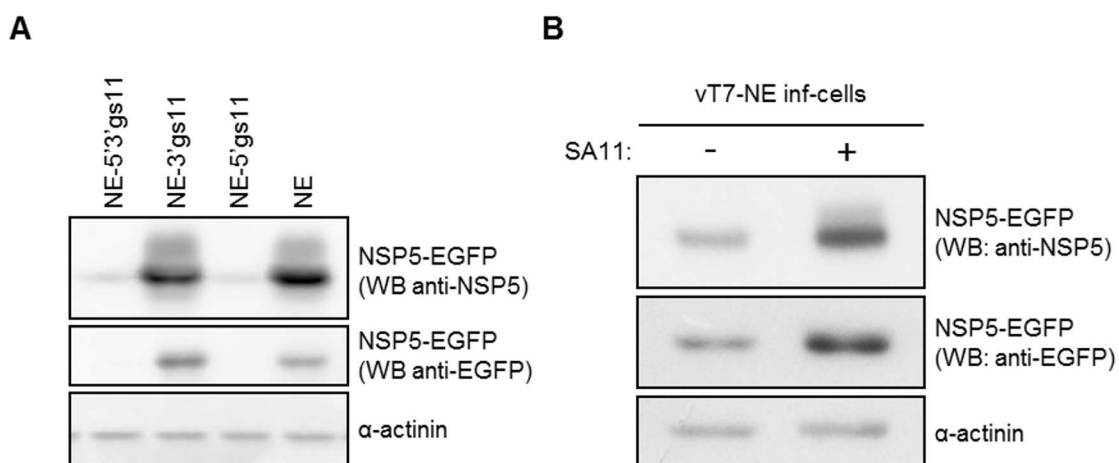 A
NE-5'3'gs11
NE-3'gs11
NE-5'gs11
NE
NSP5-EGFP
(WB anti-NSP5)
NSP5-EGFP
(WB anti-EGFP)
α-actinin
B
vT7-NE inf-cells
SA11: - +
NSP5-EGFP
(WB: anti-NSP5)
NSP5-EGFP
(WB: anti-EGFP)
α-actinin